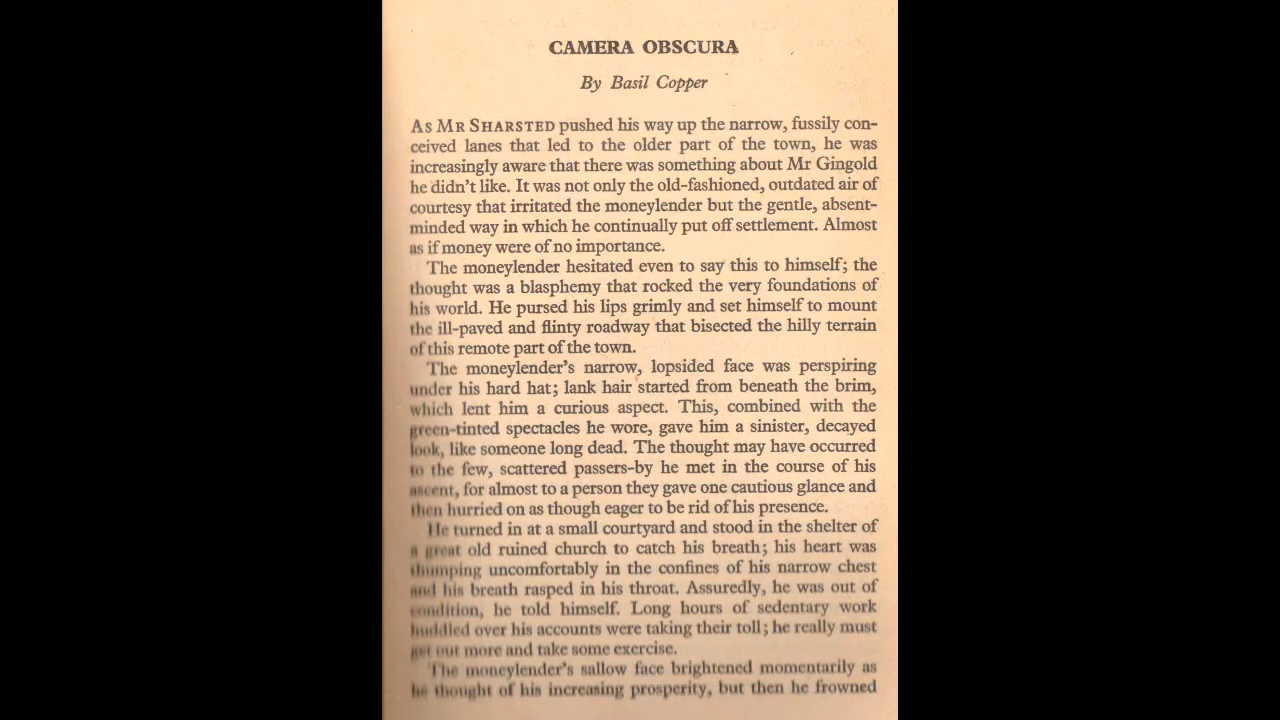 CAMERA OBSCURA
By Basil Copper
AS MR SHARSTED pushed his way up the narrow, fussily con-
ceived lanes that led to the older part of the town, he was
increasingly aware that there was something about Mr Gingold
he didn't like. It was not only the old-fashioned, outdated air of
courtesy that irritated the moneylender but the gentle, absent-
minded way in which he continually put off settlement. Almost
as if money were of no importance.
The moneylender hesitated even to say this to himself; the
thought was a blasphemy that rocked the very foundations of
his world. He pursed his lips grimly and set himself to mount
the ill-paved and flinty roadway that bisected the hilly terrain
of this remote part of the town.
The moneylender's narrow, lopsided face was perspiring
under his hard hat; lank hair started from beneath the brim,
which lent him a curious aspect. This, combined with the
green-tinted spectacles he wore, gave him a sinister, decayed
look, like someone long dead. The thought may have occurred
to the few, scattered passers-by he met in the course of his
ascent, for almost to a person they gave one cautious glance and
then hurried on as though eager to be rid of his presence.
He turned in at a small courtyard and stood in the shelter of
a great old ruined church to catch his breath; his heart was
thumping uncomfortably in the confines of his narrow chest
and his breath rasped in his throat. Assuredly, he was out of
condition, he told himself. Long hours of sedentary work
huddled over his accounts were taking their toll; he really must
get out more and take some exercise.
The moneylender's sallow face brightened momentarily as
he thought of his increasing prosperity, but then he frowned